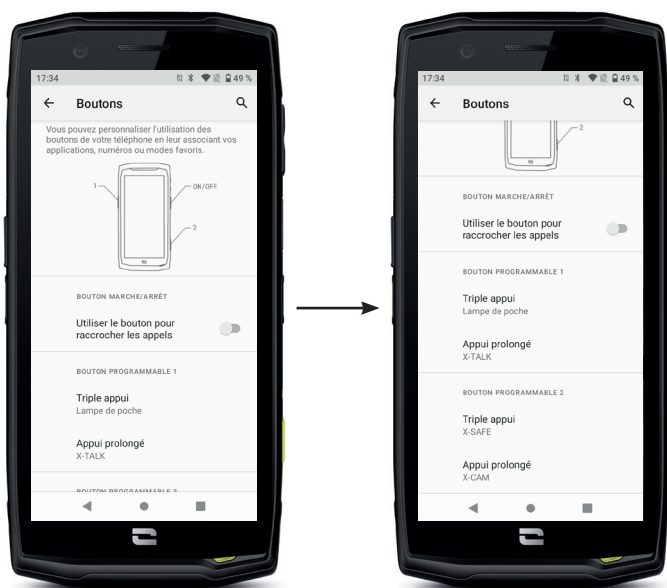 17:34 49 %
Boutons
Vous pouvez personnaliser l'utilisation des
boutons de votre téléphone en leur associant vos
applications, numéros ou modes favoris.
1
ON/OFF
2
BOUTON MARCHE/ARRÊT
Utiliser le bouton pour
raccrocher les appels
BOUTON PROGRAMMABLE 1
Triple appui
Lampe de poche
Appui prolongé
X-TALK
BOUTON PROGRAMMABLE 2
17:34 49 %
Boutons
2
BOUTON MARCHE/ARRÊT
Utiliser le bouton pour
raccrocher les appels
BOUTON PROGRAMMABLE 1
Triple appui
Lampe de poche
Appui prolongé
X-TALK
BOUTON PROGRAMMABLE 2
Triple appui
X-SAFE
Appui prolongé
X-CAM